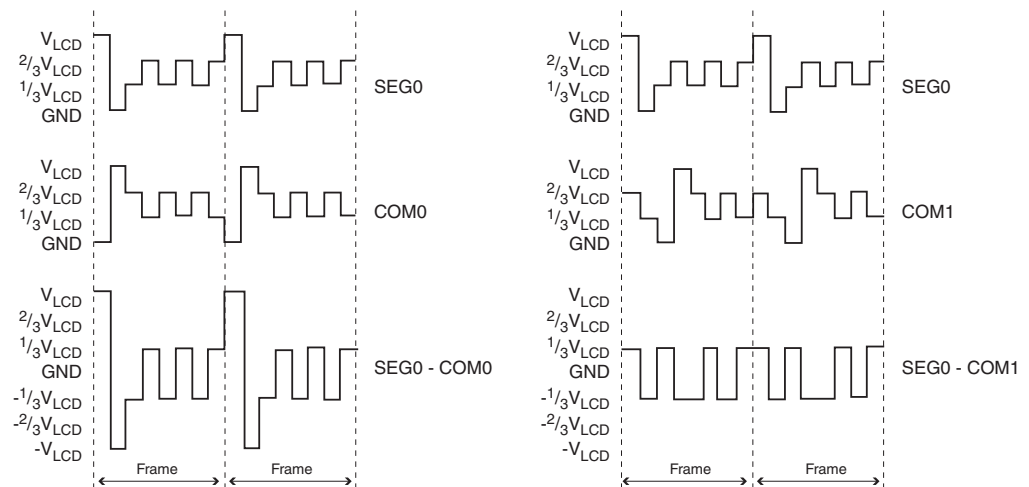 V_LCD
2/3V_LCD
1/3V_LCD
GND
SEG0
V_LCD
2/3V_LCD
1/3V_LCD
GND
COM0
V_LCD
2/3V_LCD
1/3V_LCD
GND
-1/3V_LCD
-2/3V_LCD
-V_LCD
SEG0 - COM0
Frame
Frame
V_LCD
2/3V_LCD
1/3V_LCD
GND
SEG0
V_LCD
2/3V_LCD
1/3V_LCD
GND
COM1
V_LCD
2/3V_LCD
1/3V_LCD
GND
-1/3V_LCD
-2/3V_LCD
-V_LCD
SEG0 - COM1
Frame
Frame